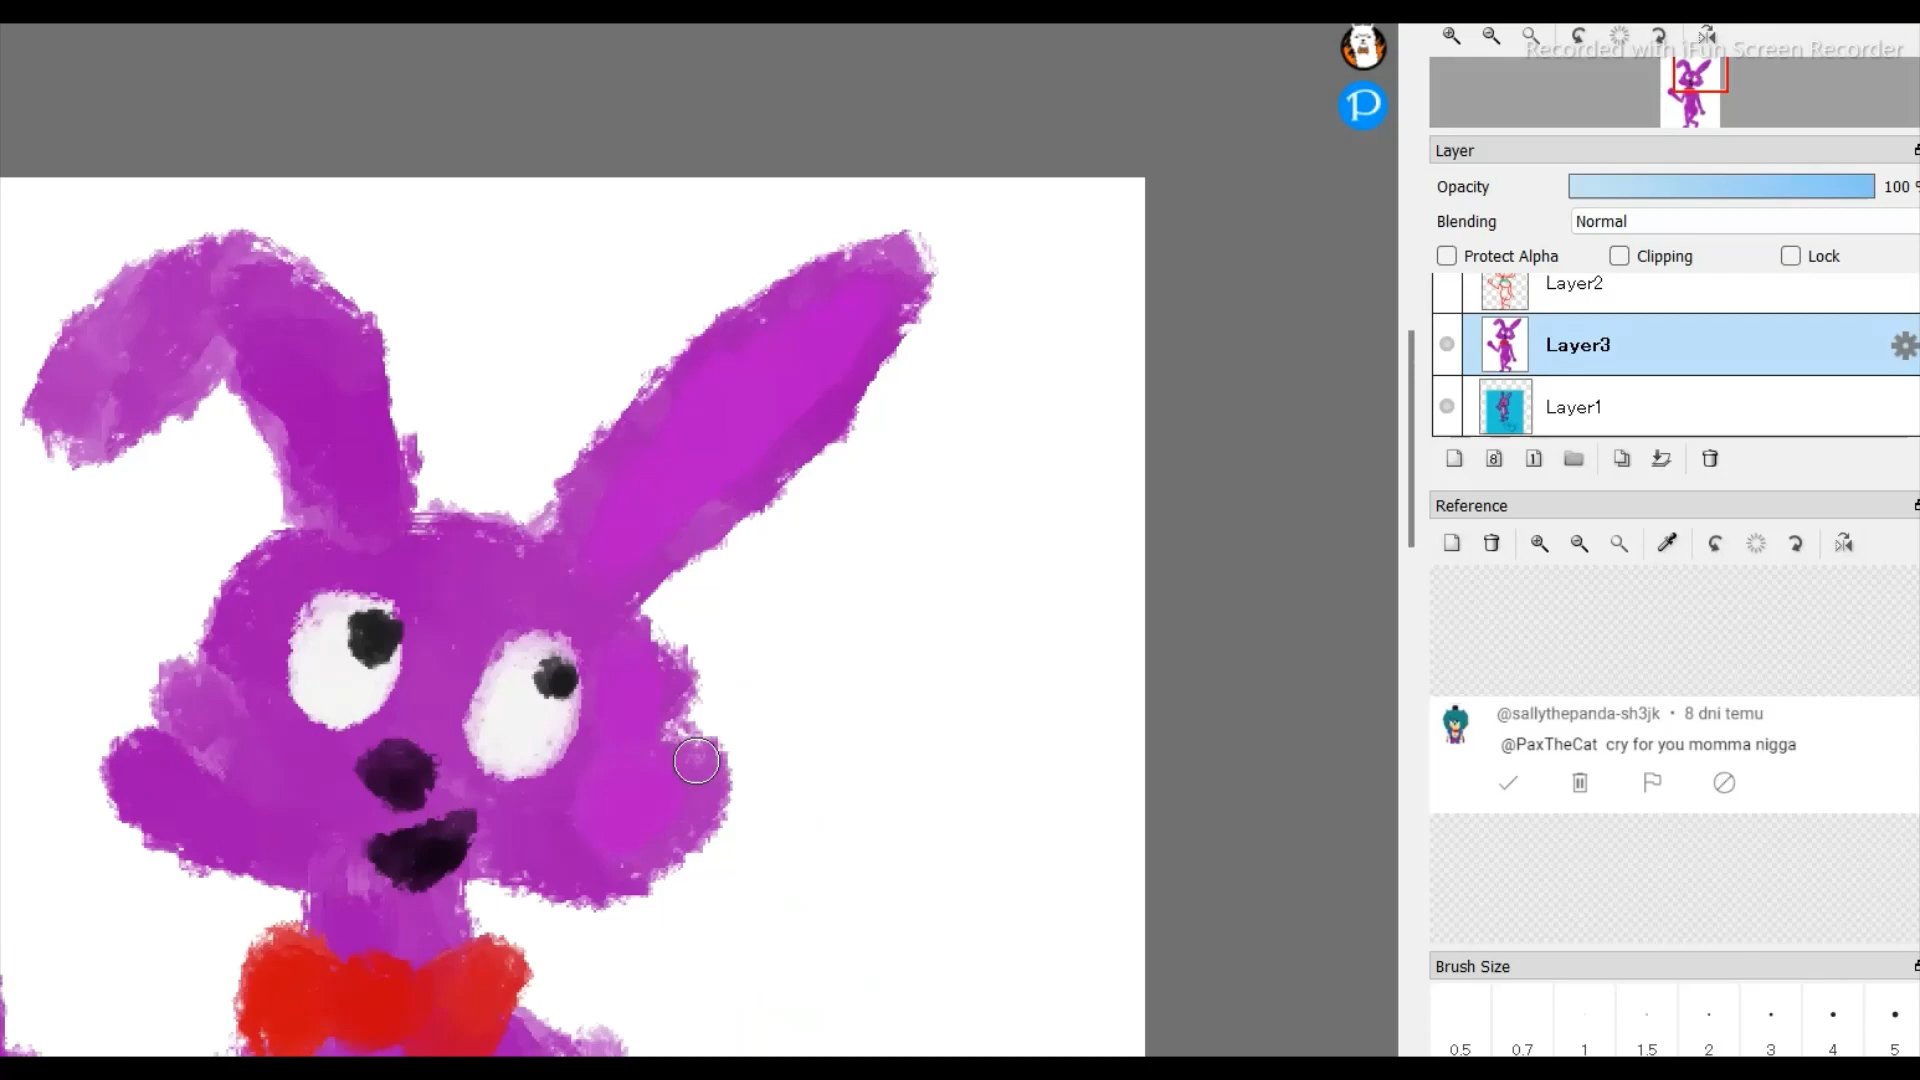 Recorded with iFun Screen Recorder
P
Layer
Opacity 100 %
Blending Normal
Protect Alpha Clipping Lock
Layer2
Layer3
Layer1
8 1
Reference
@sallythepanda-sh3jk • 8 dni temu
@PaxTheCat cry for you momma nigga
Brush Size
0.5 0.7 1 1.5 2 3 4 5